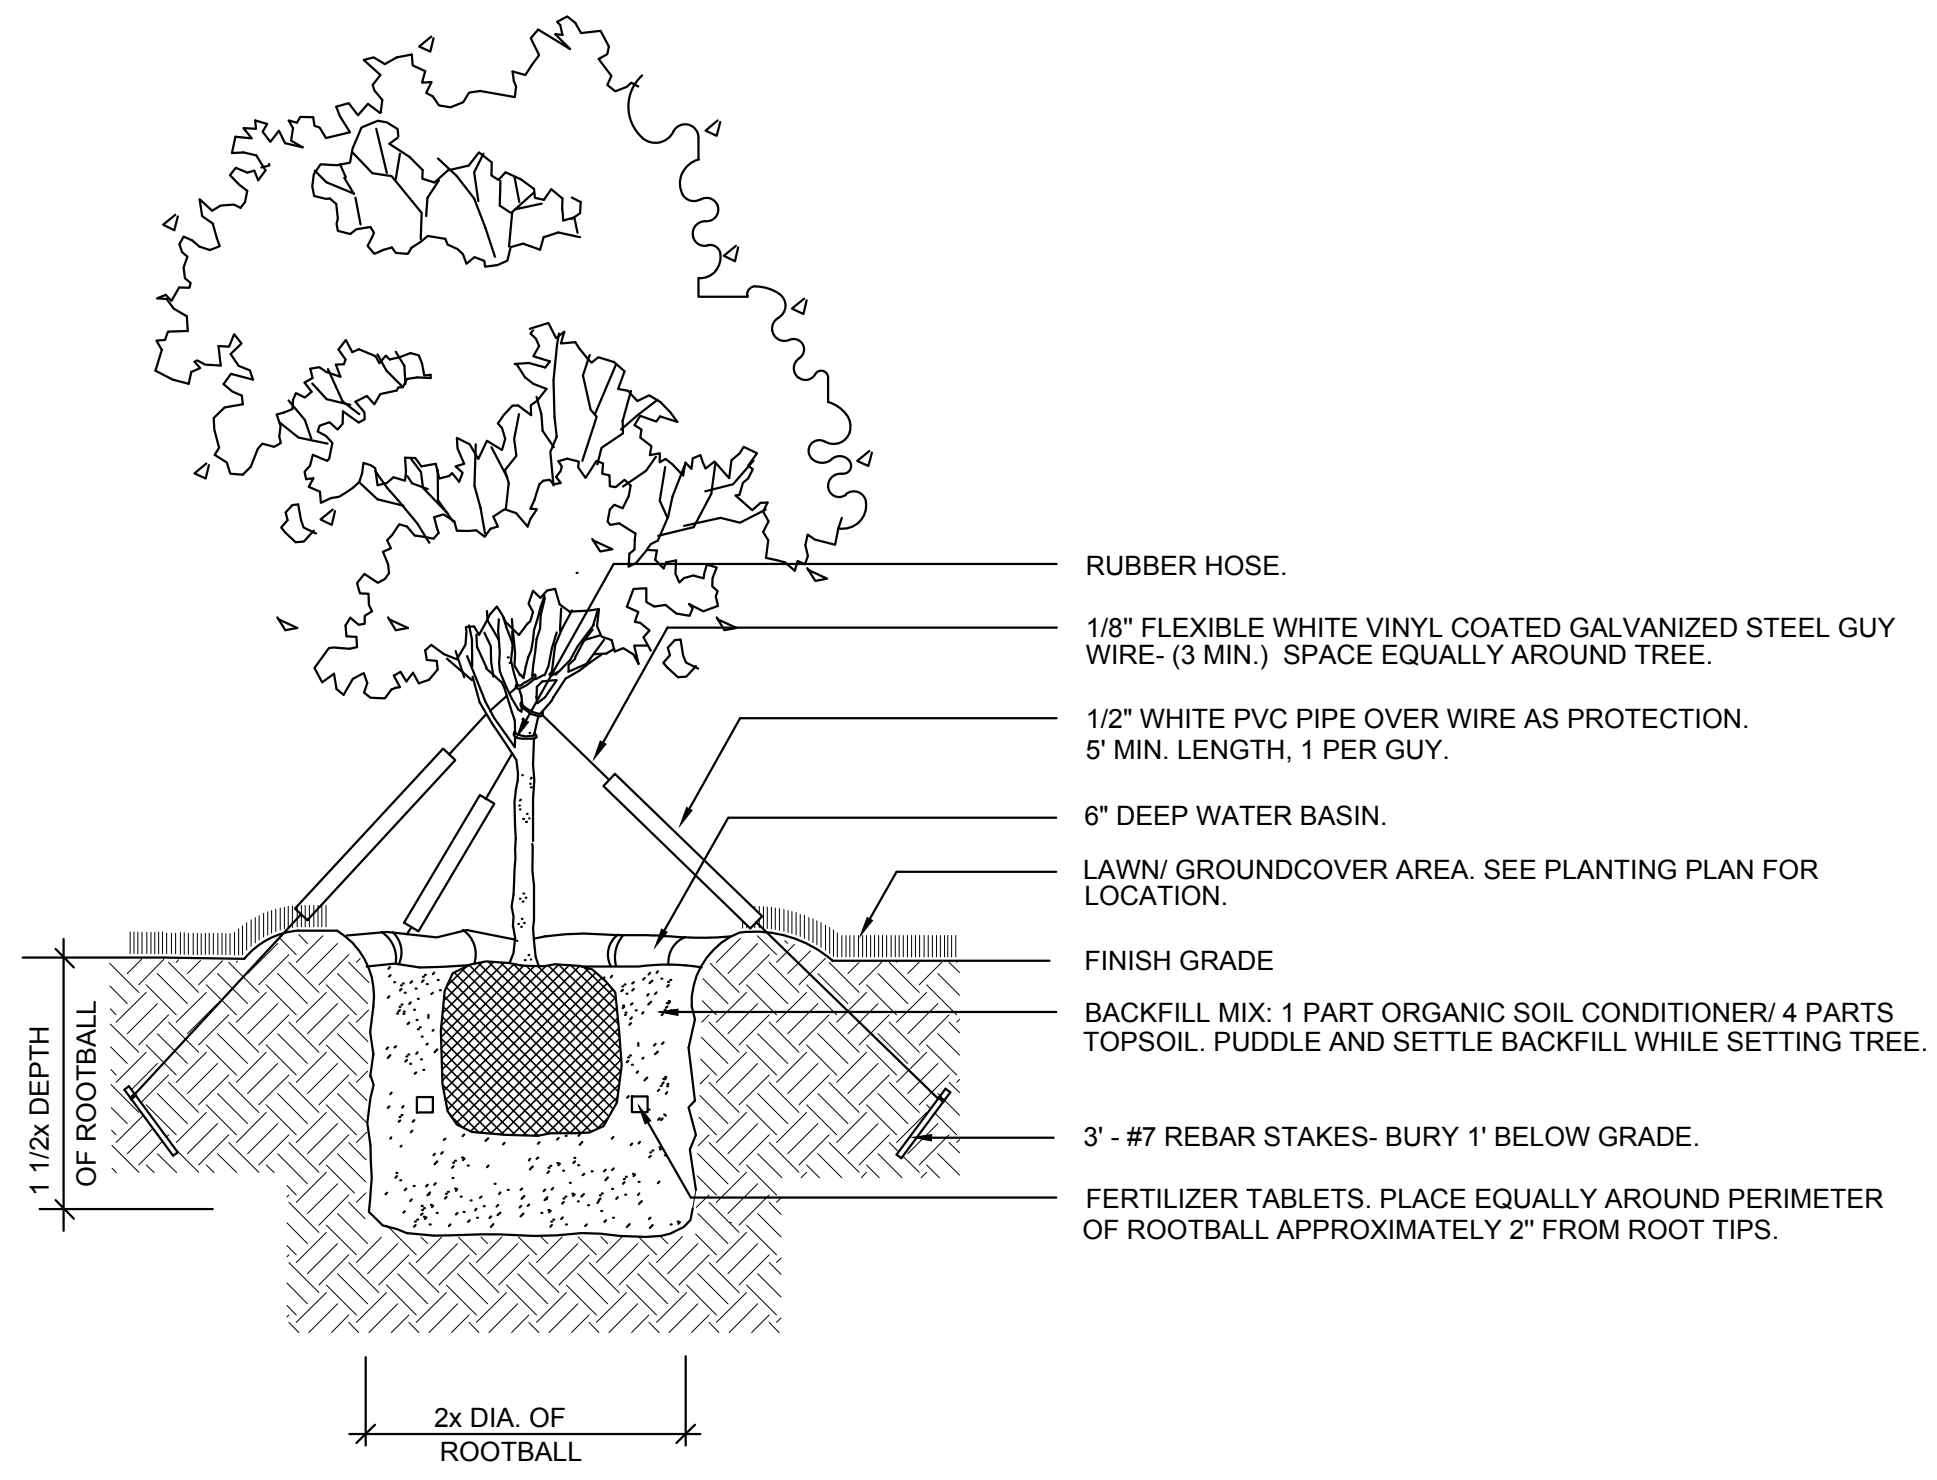 RUBBER HOSE.
1/8" FLEXIBLE WHITE VINYL COATED GALVANIZED STEEL GUY
WIRE- (3 MIN.) SPACE EQUALLY AROUND TREE.
1/2" WHITE PVC PIPE OVER WIRE AS PROTECTION.
5' MIN. LENGTH, 1 PER GUY.
6" DEEP WATER BASIN.
LAWN/ GROUNDCOVER AREA. SEE PLANTING PLAN FOR
LOCATION.
FINISH GRADE
BACKFILL MIX: 1 PART ORGANIC SOIL CONDITIONER/ 4 PARTS
TOPSOIL. PUDDLE AND SETTLE BACKFILL WHILE SETTING TREE.
3' - #7 REBAR STAKES- BURY 1' BELOW GRADE.
FERTILIZER TABLETS. PLACE EQUALLY AROUND PERIMETER
OF ROOTBALL APPROXIMATELY 2" FROM ROOT TIPS.
1 1/2x DEPTH
OF ROOTBALL
2x DIA. OF
ROOTBALL